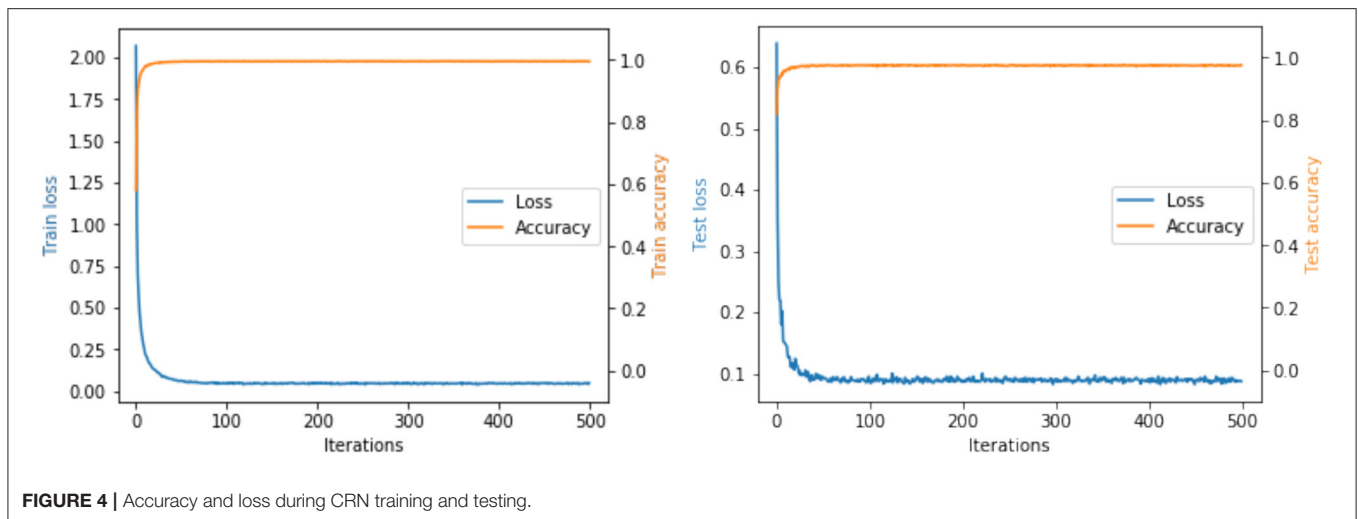 2.00
1.75
1.50
1.25
1.00
0.75
0.50
0.25
0.00
Train loss
1.0
0.8
0.6
0.4
0.2
0.0
Train accuracy
Loss
Accuracy
0 100 200 300 400 500
Iterations
0.6
0.5
0.4
0.3
0.2
0.1
Test loss
1.0
0.8
0.6
0.4
0.2
0.0
Test accuracy
Loss
Accuracy
0 100 200 300 400 500
Iterations
FIGURE 4 | Accuracy and loss during CRN training and testing.